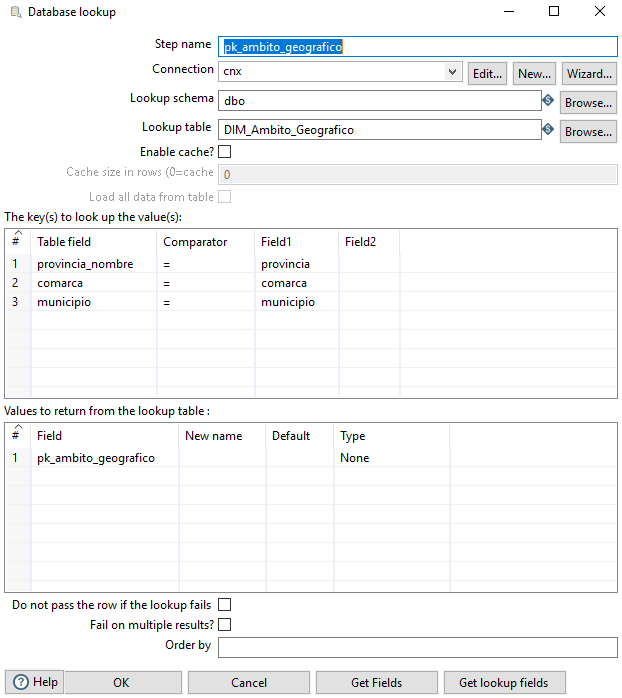 Database lookup
Step name pk_ambito_geografico
Connection cnx Edit... New... Wizard...
Lookup schema dbo Browse...
Lookup table DIM_Ambito_Geografico Browse...
Enable cache?
Cache size in rows (0=cache 0
Load all data from table
The key(s) to look up the value(s):
# Table field Comparator Field1 Field2
1 provincia_nombre = provincia
2 comarca = comarca
3 municipio = municipio
Values to return from the lookup table :
# Field New name Default Type
1 pk_ambito_geografico None
Do not pass the row if the lookup fails
Fail on multiple results?
Order by
Help OK Cancel Get Fields Get lookup fields